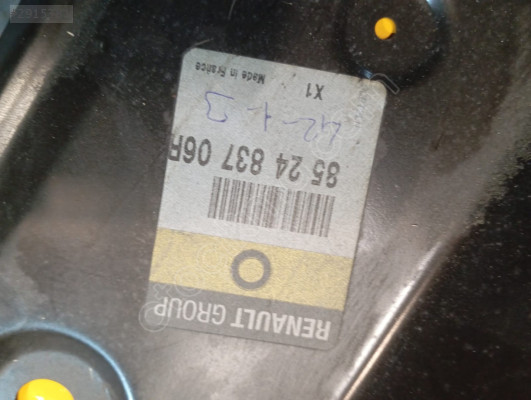 RENAULT GROUP
85 24 837 06R
X1
Made in France